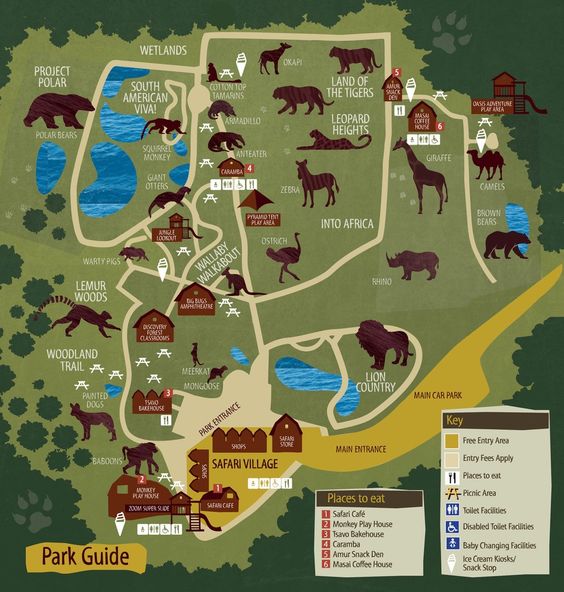 WETLANDS
OKAPI
PROJECT
POLAR
POLAR BEARS
SOUTH
AMERICAN
VIVA!
COTTON TOP
TAMARINS
LAND OF
THE TIGERS
5
AMUR
SNACK
DEN
OASIS ADVENTURE
PLAY AREA
ARMADILLO
LEOPARD
HEIGHTS
MASAI
COFFEE
HOUSE
6
SQUIRREL
MONKEY
ANTEATER
GIRAFFE
CAMELS
GIANT
OTTERS
CARAMBA
4
ZEBRA
PYRAMID TENT
PLAY AREA
INTO AFRICA
BROWN
BEARS
JUNGLE
LOOKOUT
WALLABY
WALKABOUT
OSTRICH
WARTY PIGS
RHINO
LEMUR
WOODS
BIG BUGS
AMPHITHEATRE
DISCOVERY
FOREST
CLASSROOMS
WOODLAND
TRAIL
MEERKAT
MONGOOSE
LION
COUNTRY
PAINTED
DOGS
TSAVO
BAKEHOUSE
3
PARK ENTRANCE
MAIN CAR PARK
SHOPS
SAFARI
STORE
MAIN ENTRANCE
BABOONS
SHOPS
SAFARI VILLAGE
2
MONKEY
PLAY HOUSE
ZOOM SUPER SLIDE
1
SAFARI CAFE
Park Guide
Places to eat
1 Safari Café
2 Monkey Play House
3 Tsavo Bakehouse
4 Caramba
5 Amur Snack Den
6 Masai Coffee House
Key
Free Entry Area
Entry Fees Apply
Places to eat
Picnic Area
Toilet Facilities
Disabled Toilet Facilities
Baby Changing Facilities
Ice Cream Kiosks/
Snack Stop